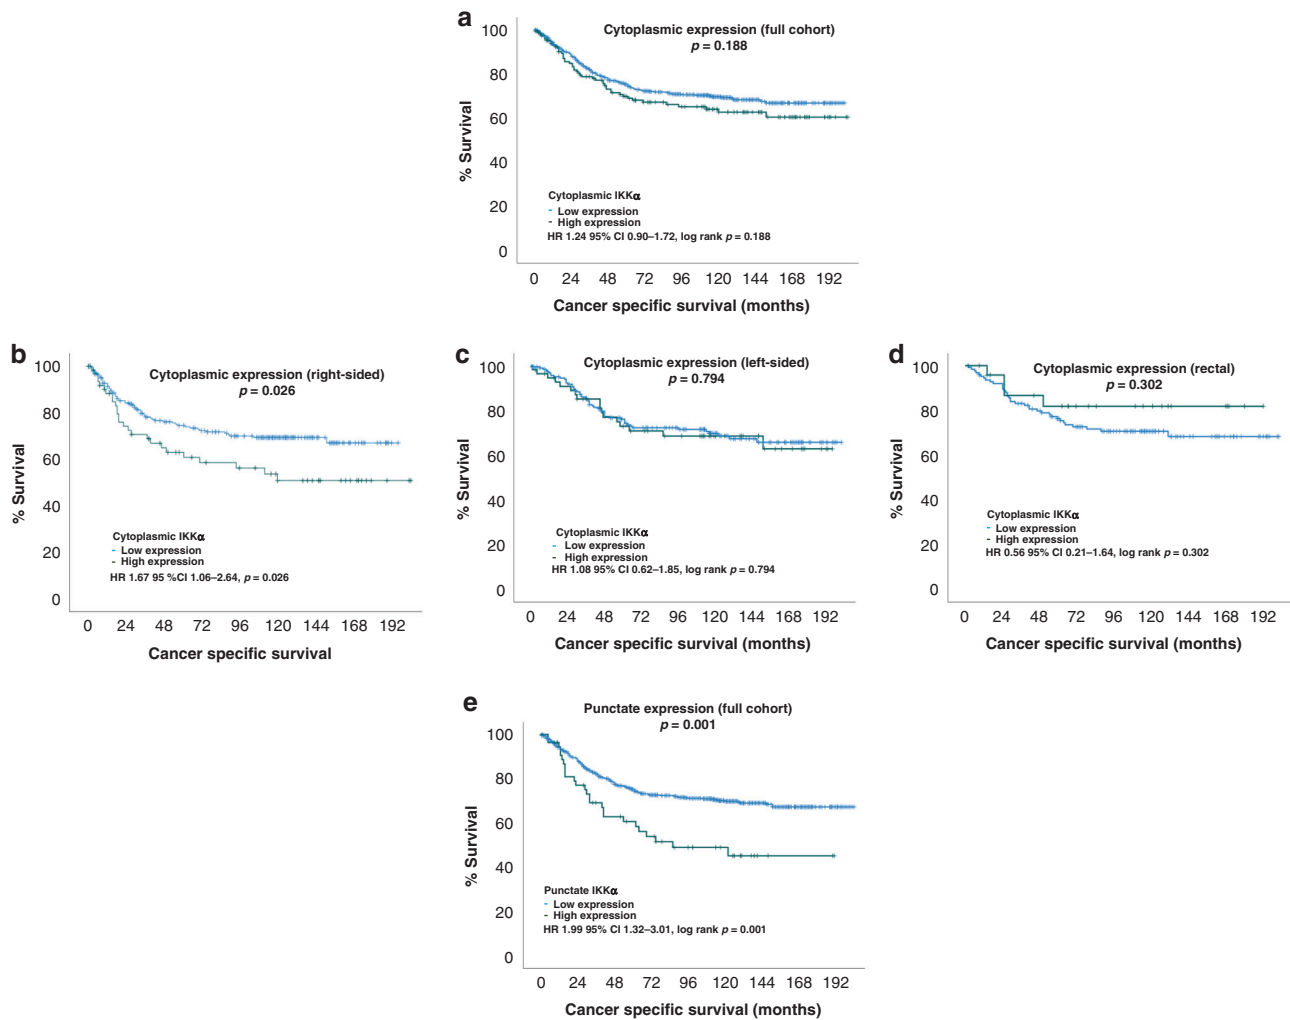 a
Cytoplasmic expression (full cohort)
p = 0.188
100
80
60
40
20
0
% Survival
Cytoplasmic IKKα
Low expression
High expression
HR 1.24 95% CI 0.90–1.72, log rank p = 0.188
0 24 48 72 96 120 144 168 192
Cancer specific survival (months)
b
Cytoplasmic expression (right-sided)
p = 0.026
100
80
60
40
20
0
% Survival
Cytoplasmic IKKα
Low expression
High expression
HR 1.67 95 %CI 1.06–2.64, p = 0.026
0 24 48 72 96 120 144 168 192
Cancer specific survival
c
Cytoplasmic expression (left-sided)
p = 0.794
100
80
60
40
20
0
% Survival
Cytoplasmic IKKα
Low expression
High expression
HR 1.08 95% CI 0.62–1.85, log rank p = 0.794
0 24 48 72 96 120 144 168 192
Cancer specific survival (months)
d
Cytoplasmic expression (rectal)
p = 0.302
100
80
60
40
20
0
% Survival
Cytoplasmic IKKα
Low expression
High expression
HR 0.56 95% CI 0.21–1.64, log rank p = 0.302
0 24 48 72 96 120 144 168 192
Cancer specific survival (months)
e
Punctate expression (full cohort)
p = 0.001
100
80
60
40
20
0
% Survival
Punctate IKKα
Low expression
High expression
HR 1.99 95% CI 1.32–3.01, log rank p = 0.001
0 24 48 72 96 120 144 168 192
Cancer specific survival (months)